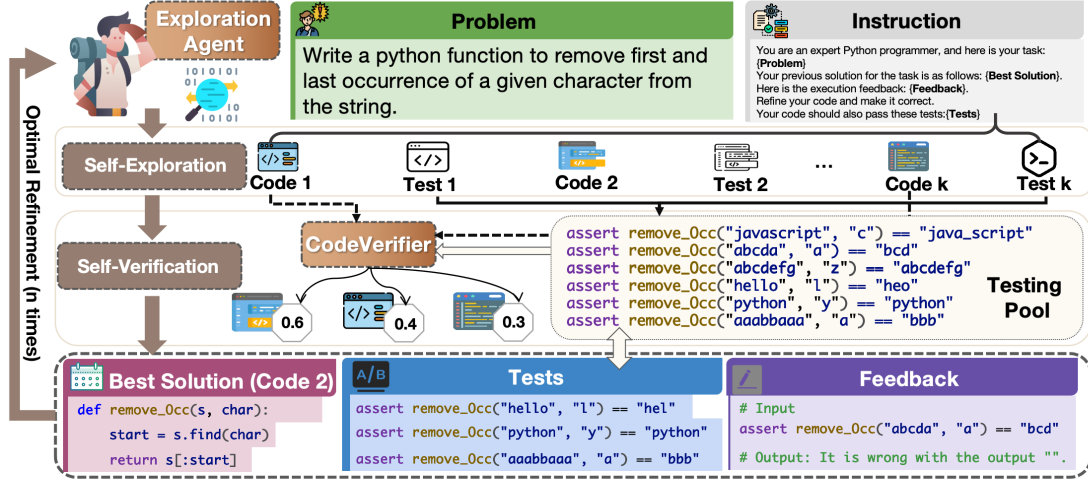 Exploration
Agent
Problem
Write a python function to remove first and
last occurrence of a given character from
the string.
Instruction
You are an expert Python programmer, and here is your task:
{Problem}
Your previous solution for the task is as follows: {Best Solution}.
Here is the execution feedback: {Feedback}.
Refine your code and make it correct.
Your code should also pass these tests:{Tests}
Optimal Refinement (n times)
Self-Exploration
Code 1
Test 1
Code 2
Test 2
...
Code k
Test k
Self-Verification
CodeVerifier
0.6
0.4
0.3
assert remove_Occ("javascript", "c") == "java_script"
assert remove_Occ("abcda", "a") == "bcd"
assert remove_Occ("abcdefg", "z") == "abcdefg"
assert remove_Occ("hello", "l") == "heo"
assert remove_Occ("python", "y") == "python"
assert remove_Occ("aaabbaaa", "a") == "bbb"
Testing
Pool
Best Solution (Code 2)
def remove_Occ(s, char):
start = s.find(char)
return s[:start]
A/B
Tests
assert remove_Occ("hello", "l") == "hel"
assert remove_Occ("python", "y") == "python"
assert remove_Occ("aaabbaaa", "a") == "bbb"
Feedback
# Input
assert remove_Occ("abcda", "a") == "bcd"
# Output: It is wrong with the output "".